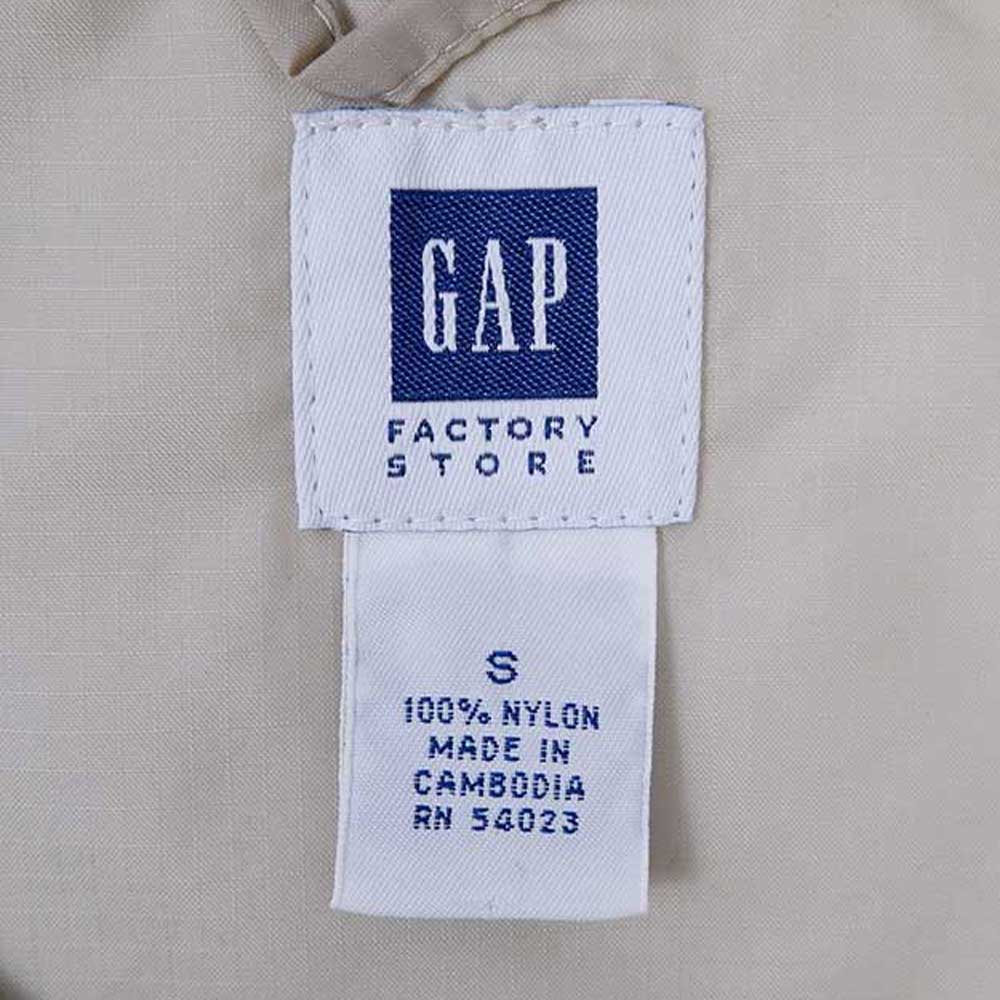 GAP
FACTORY
STORE
S
100% NYLON
MADE IN
CAMBODIA
RN 54023